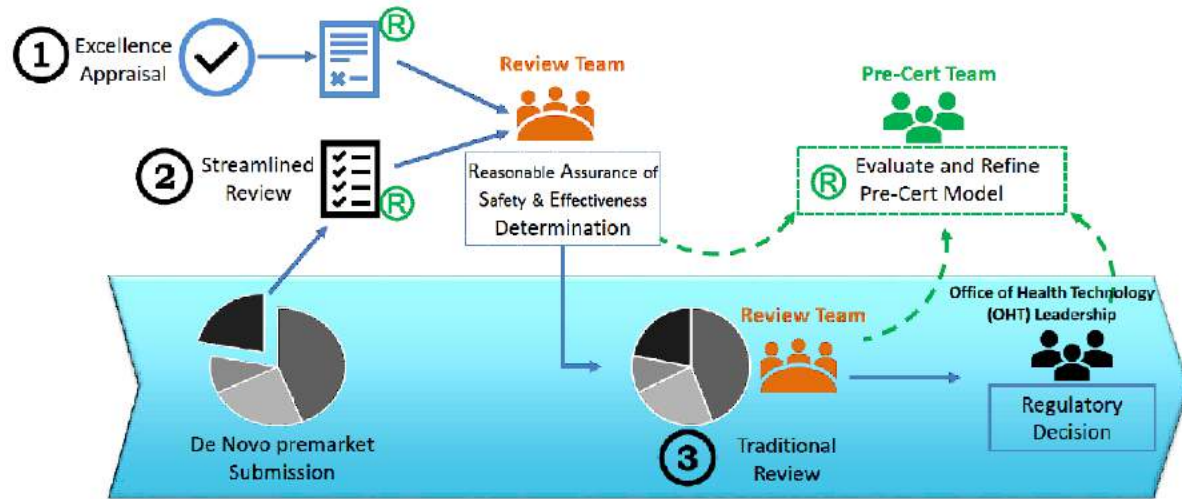 1 Excellence
Appraisal
®
Review Team
Pre-Cert Team
2 Streamlined
Review
®
Reasonable Assurance of
Safety & Effectiveness
Determination
® Evaluate and Refine
Pre-Cert Model
Office of Health Technology
(OHT) Leadership
Review Team
De Novo premarket
Submission
3 Traditional
Review
Regulatory
Decision